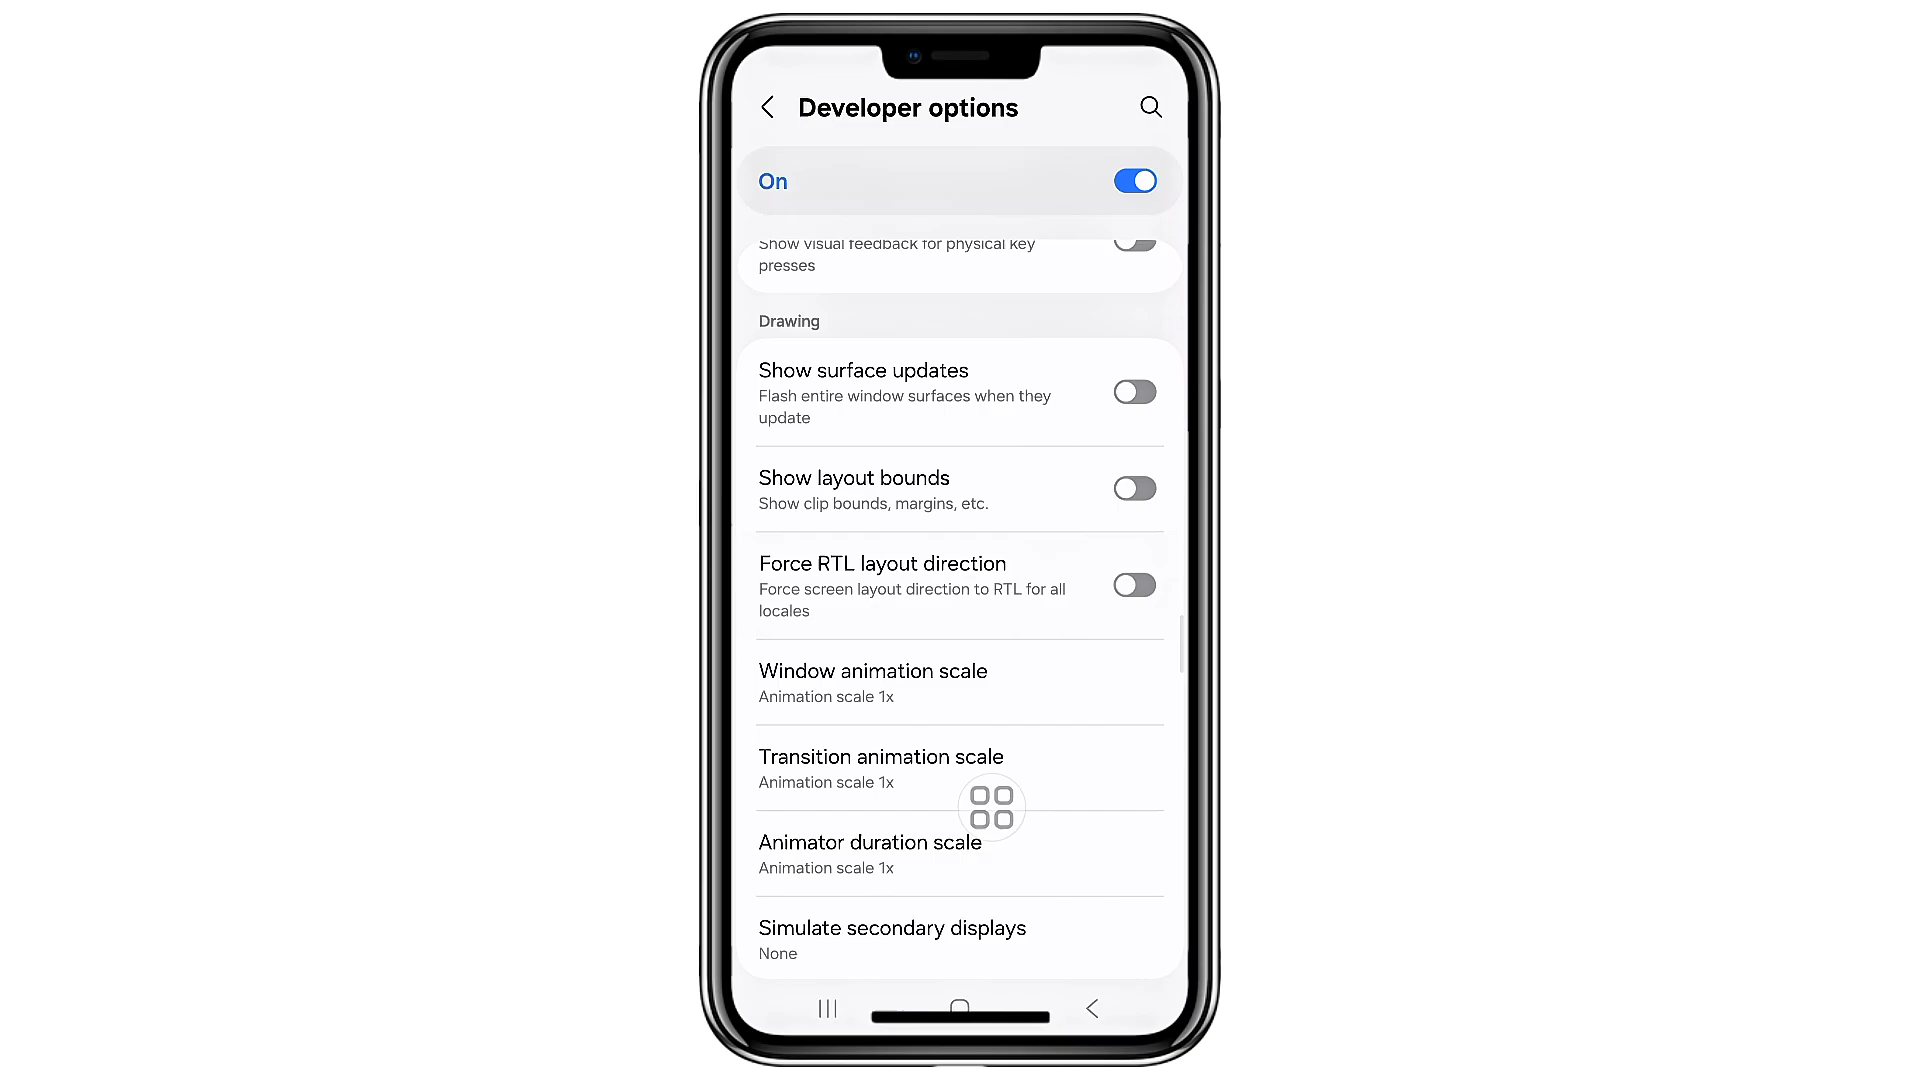 Developer options
On
Show visual feedback for physical key
presses
Drawing
Show surface updates
Flash entire window surfaces when they
update
Show layout bounds
Show clip bounds, margins, etc.
Force RTL layout direction
Force screen layout direction to RTL for all
locales
Window animation scale
Animation scale 1x
Transition animation scale
Animation scale 1x
Animator duration scale
Animation scale 1x
Simulate secondary displays
None